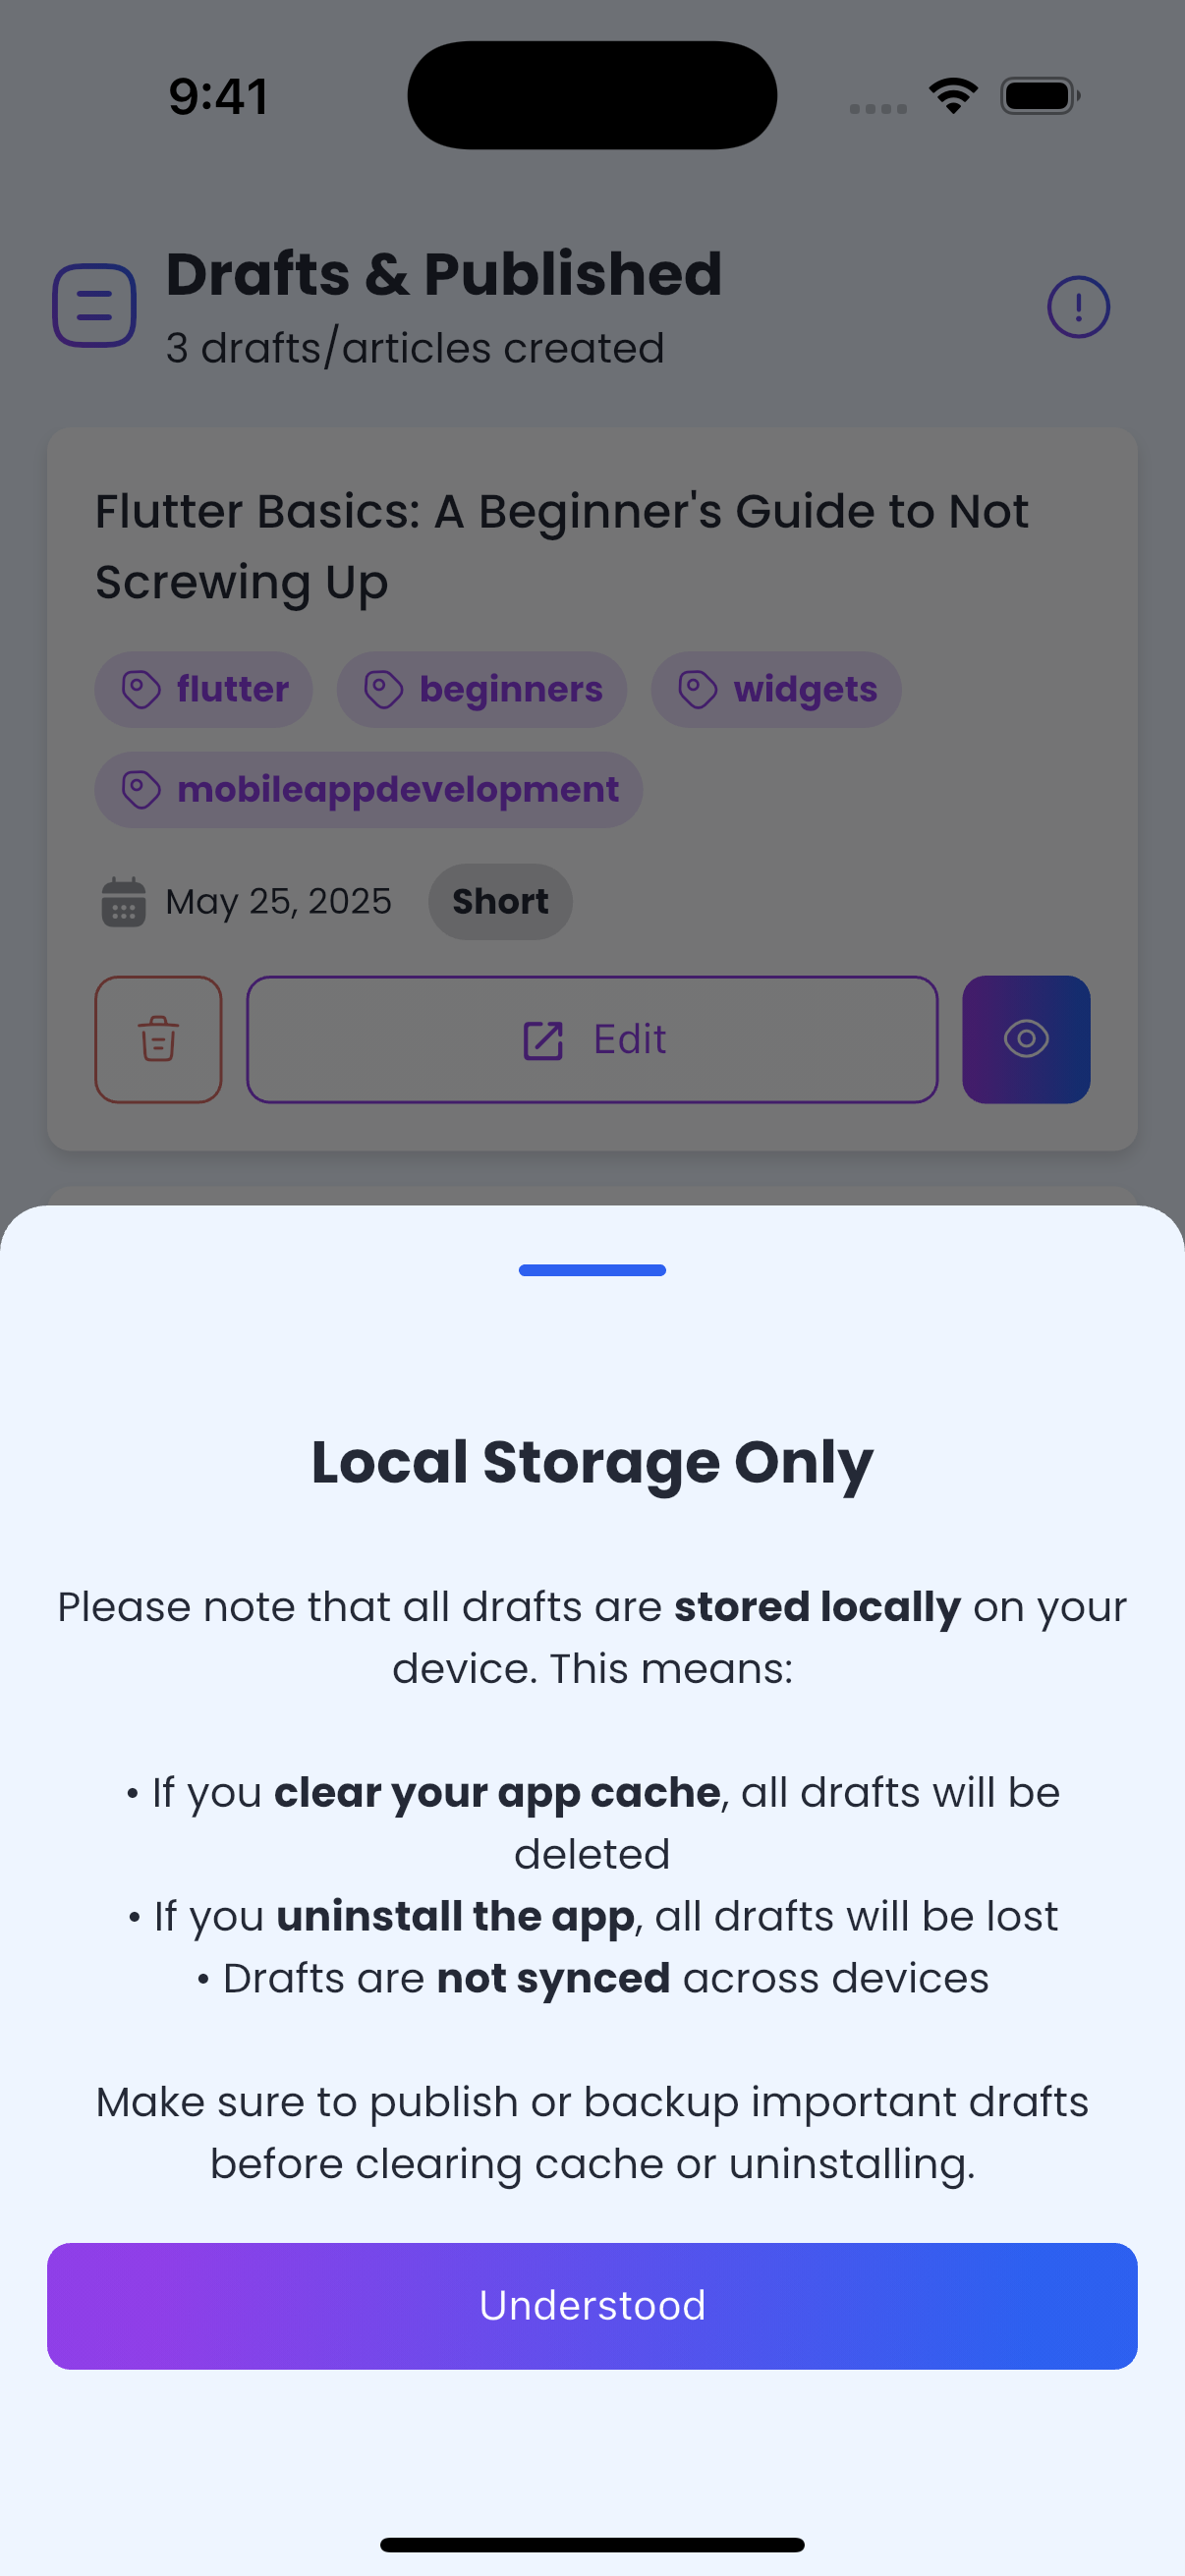 9:41
Drafts & Published
3 drafts/articles created
Flutter Basics: A Beginner's Guide to Not
Screwing Up
flutter beginners widgets
mobileappdevelopment
May 25, 2025 Short
Edit
Local Storage Only
Please note that all drafts are stored locally on your
device. This means:
• If you clear your app cache, all drafts will be
deleted
• If you uninstall the app, all drafts will be lost
• Drafts are not synced across devices
Make sure to publish or backup important drafts
before clearing cache or uninstalling.
Understood